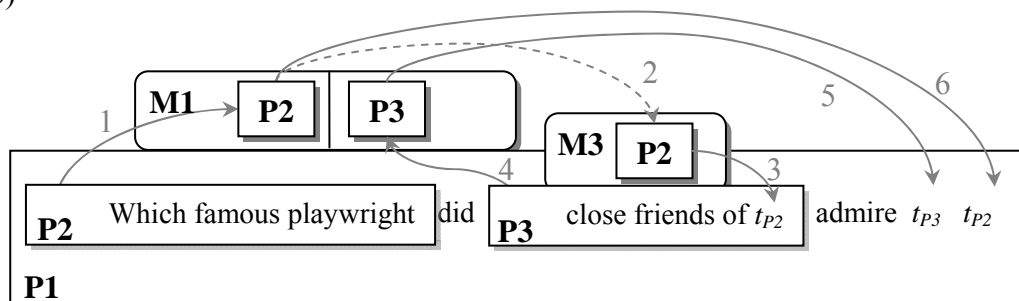 6
2
M1 P2 P3 5
1
M3 P2
4 3
P2 Which famous playwright did P3 close friends of tP2 admire tP3 tP2
P1